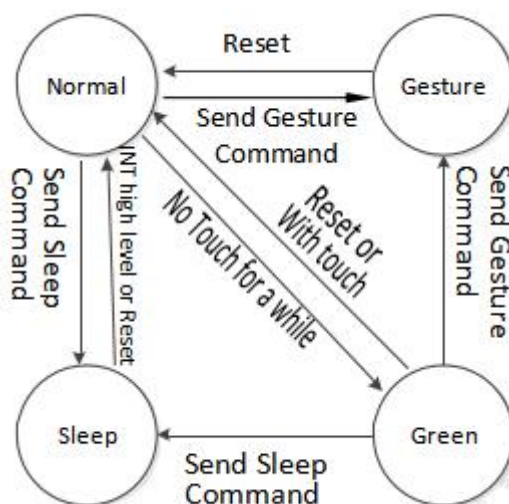 Reset
Normal
Gesture
Send Gesture
Command
Send Sleep
Command
INT high level or Reset
No Touch for a while
Reset or
With touch
Send Gesture
Command
Sleep
Green
Send Sleep
Command